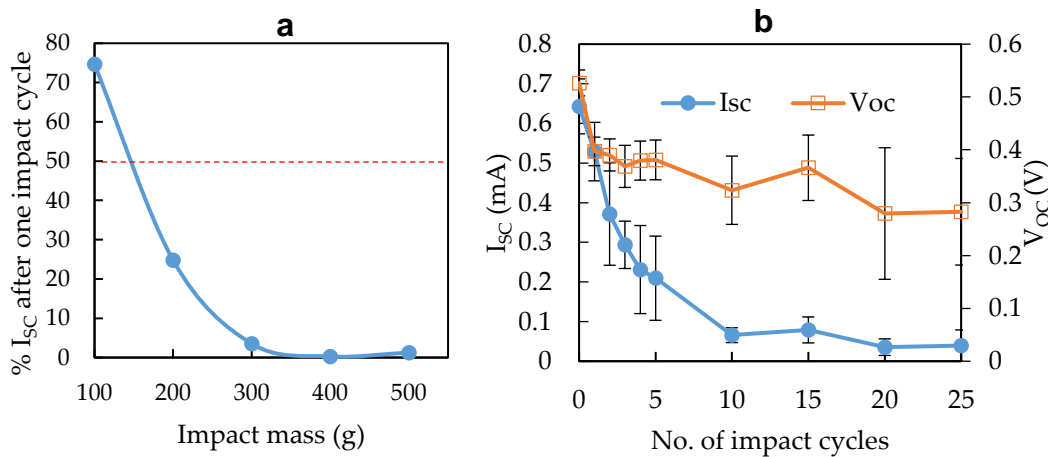 a
% I_SC after one impact cycle
80
70
60
50
40
30
20
10
0
100 200 300 400 500
Impact mass (g)
b
Isc Voc
I_SC (mA)
0.8
0.7
0.6
0.5
0.4
0.3
0.2
0.1
0
V_OC (V)
0.6
0.5
0.4
0.3
0.2
0.1
0
0 5 10 15 20 25
No. of impact cycles